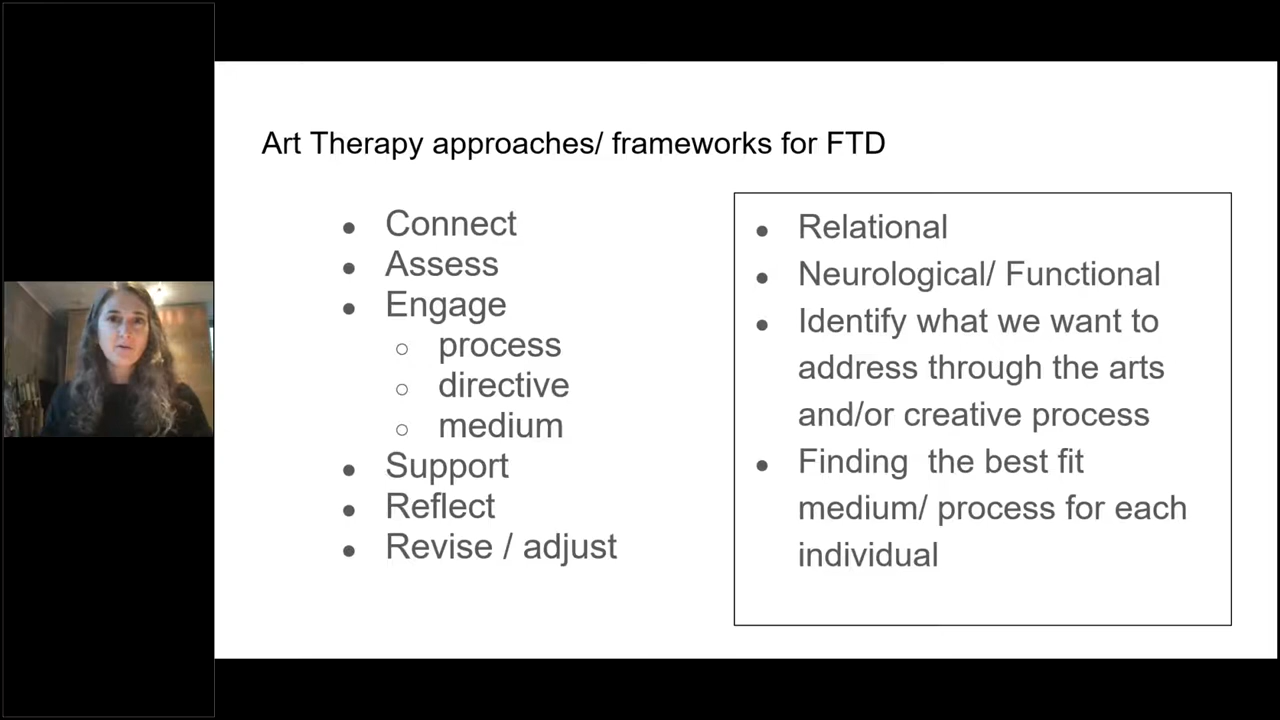 Art Therapy approaches/ frameworks for FTD
● Connect
● Assess
● Engage
○ process
○ directive
○ medium
● Support
● Reflect
● Revise / adjust
● Relational
● Neurological/ Functional
● Identify what we want to
address through the arts
and/or creative process
● Finding  the best fit
medium/ process for each
individual